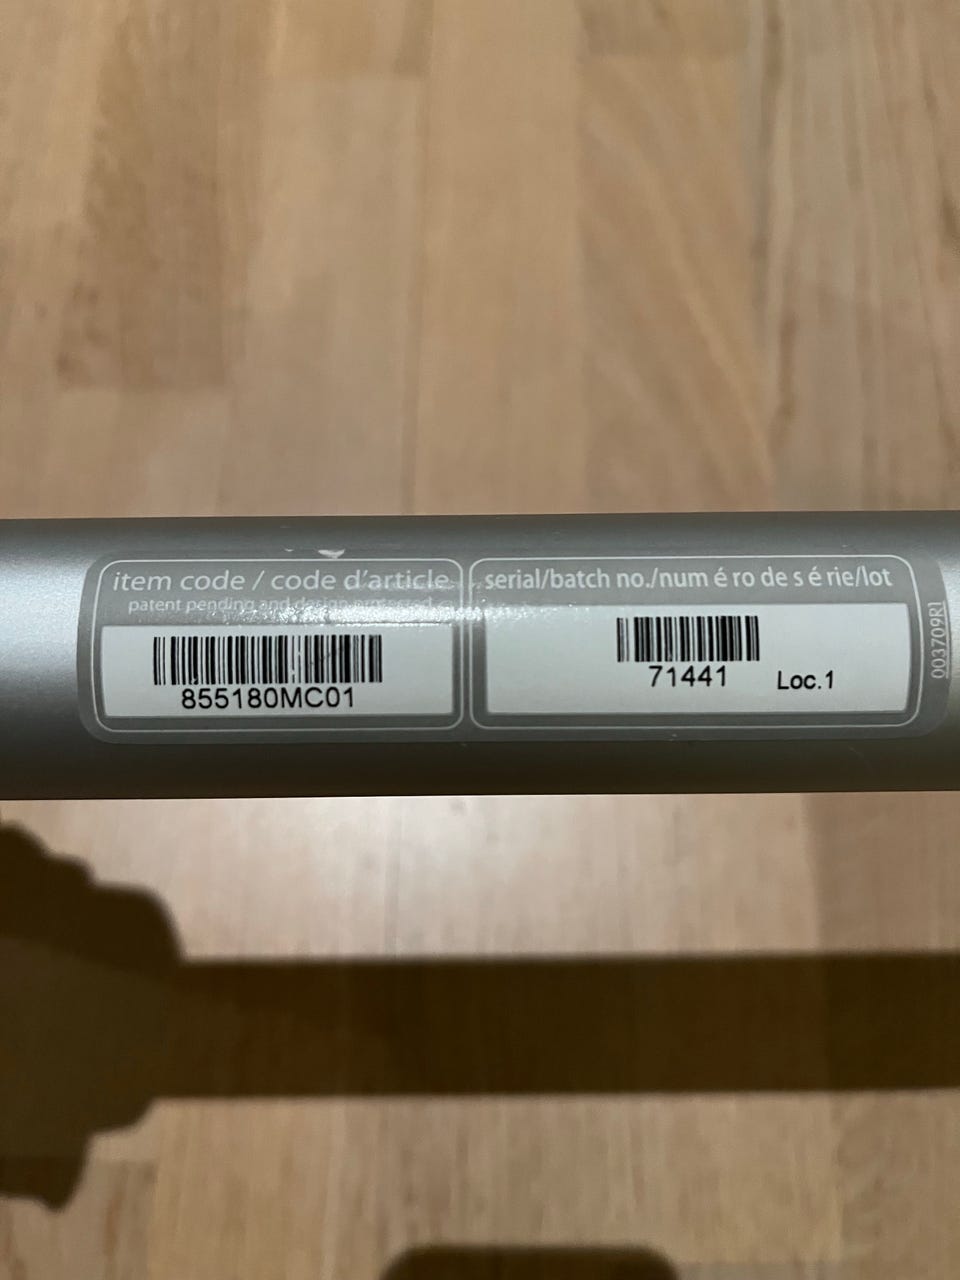 item code / code d'article
patent pending and design protected
855180MC01
serial/batch no./num é ro de s é rie/lot
71441
Loc.1
003709R1